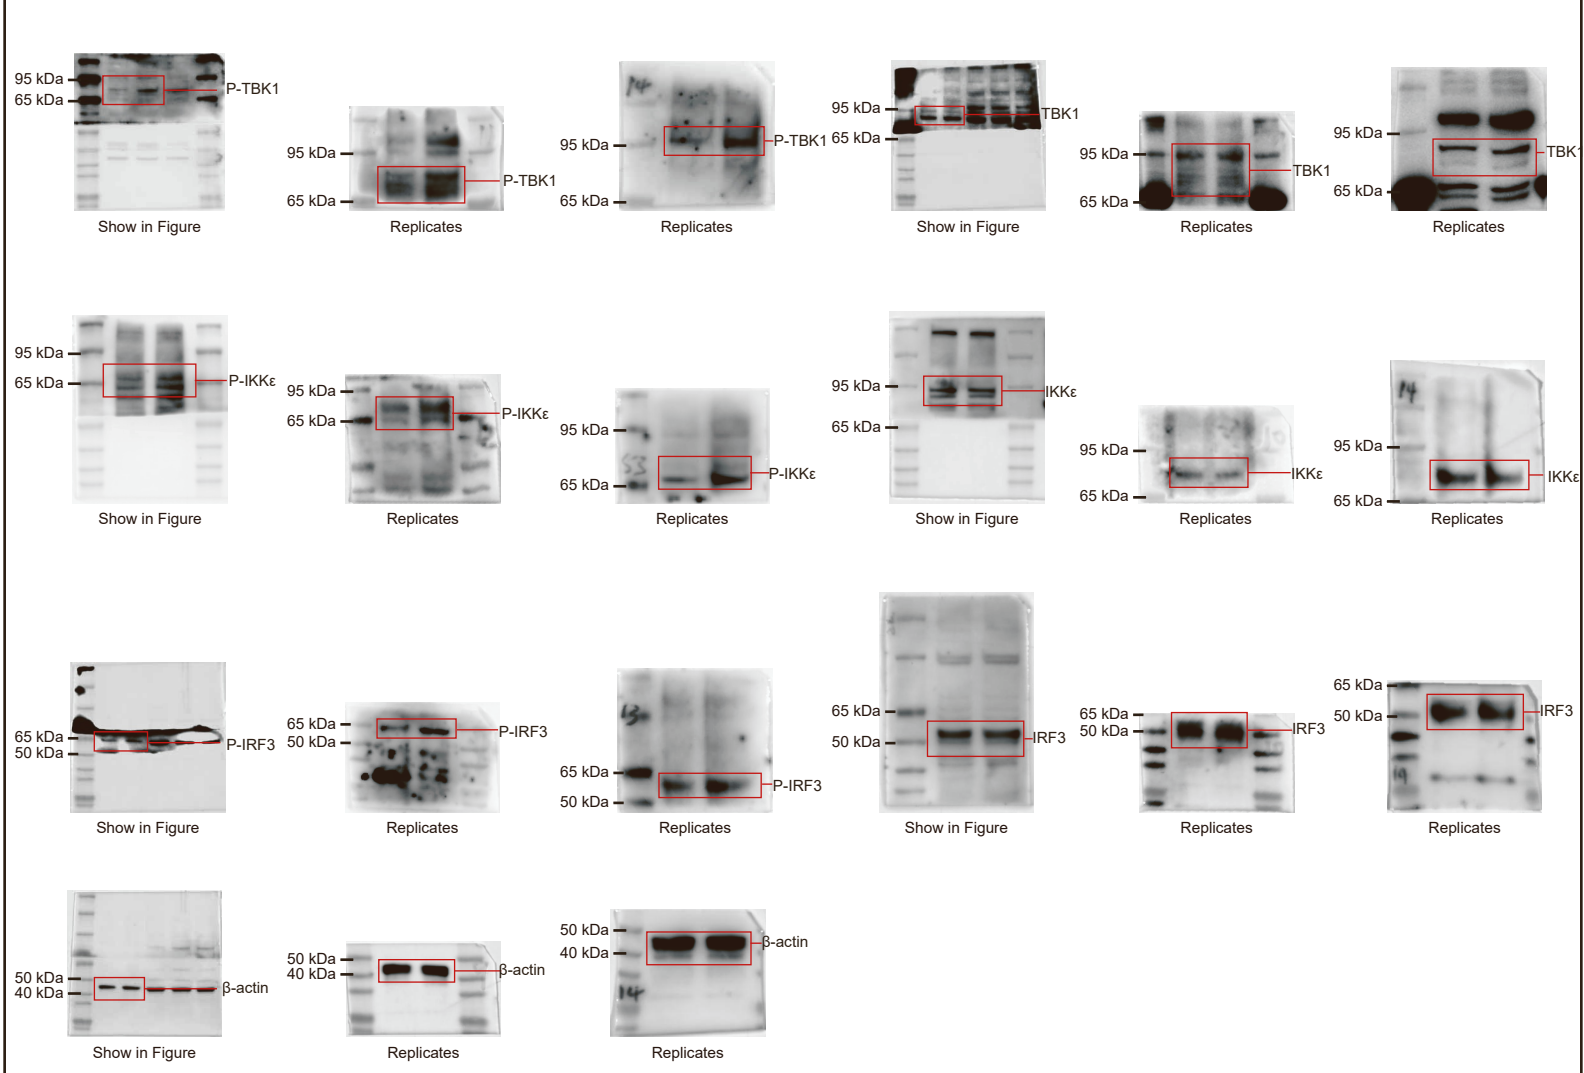 95 kDa
65 kDa
P-TBK1
Show in Figure
95 kDa
65 kDa
P-TBK1
Replicates
14
95 kDa
65 kDa
P-TBK1
Replicates
95 kDa
65 kDa
TBK1
Show in Figure
95 kDa
65 kDa
TBK1
Replicates
95 kDa
65 kDa
TBK1
Replicates
95 kDa
65 kDa
P-IKKε
Show in Figure
95 kDa
65 kDa
P-IKKε
Replicates
95 kDa
53
65 kDa
P-IKKε
Replicates
95 kDa
65 kDa
IKKε
Show in Figure
95 kDa
65 kDa
IKKε
Replicates
14
95 kDa
65 kDa
IKKε
Replicates
65 kDa
50 kDa
P-IRF3
Show in Figure
65 kDa
50 kDa
P-IRF3
Replicates
13
65 kDa
50 kDa
P-IRF3
Replicates
65 kDa
50 kDa
IRF3
Show in Figure
65 kDa
50 kDa
IRF3
Replicates
65 kDa
50 kDa
IRF3
19
Replicates
50 kDa
40 kDa
β-actin
Show in Figure
50 kDa
40 kDa
β-actin
Replicates
50 kDa
40 kDa
β-actin
14
Replicates